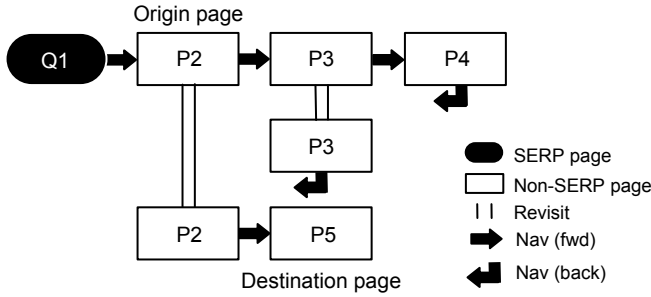 Origin page
Q1
P2
P3
P4
P3
P2
P5
Destination page
SERP page
Non-SERP page
Revisit
Nav (fwd)
Nav (back)